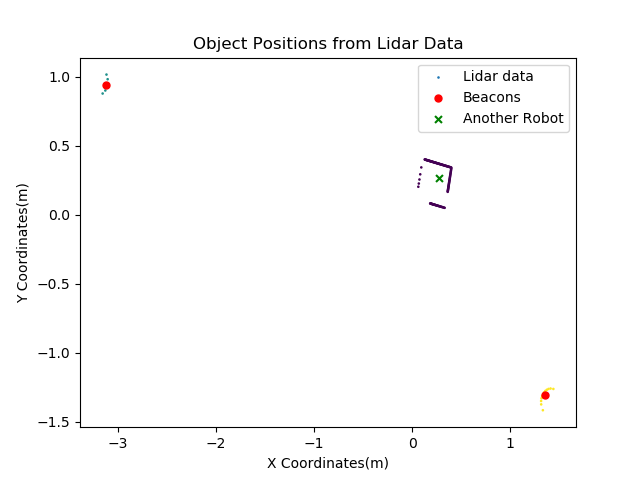 Object Positions from Lidar Data
Lidar data
Beacons
Another Robot
1.0
0.5
0.0
−0.5
−1.0
−1.5
Y Coordinates(m)
−3
−2
−1
0
1
X Coordinates(m)